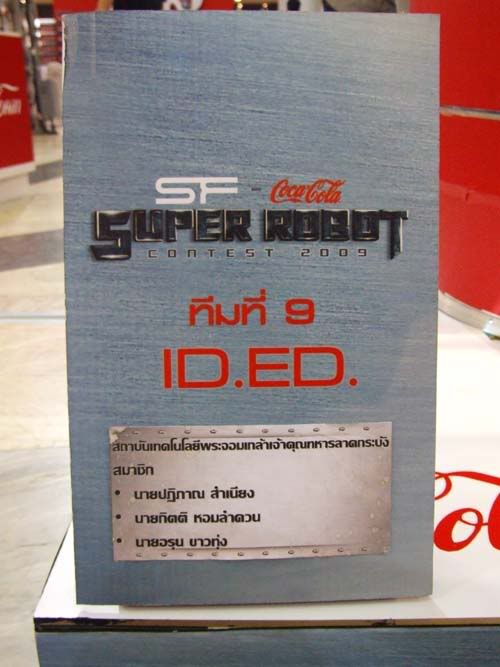 SF - Coca-Cola
SUPER ROBOT
CONTEST 2009
ทีมที่ 9
ID.ED.
สถาบันเทคโนโลยีพระจอมเกล้าเจ้าคุณทหารลาดกระบัง
สมาชิก
• นายปฏิภาณ สำเนียง
• นายกิตติ หอมลำดวน
• นายอรุน ขาวทุ่ง